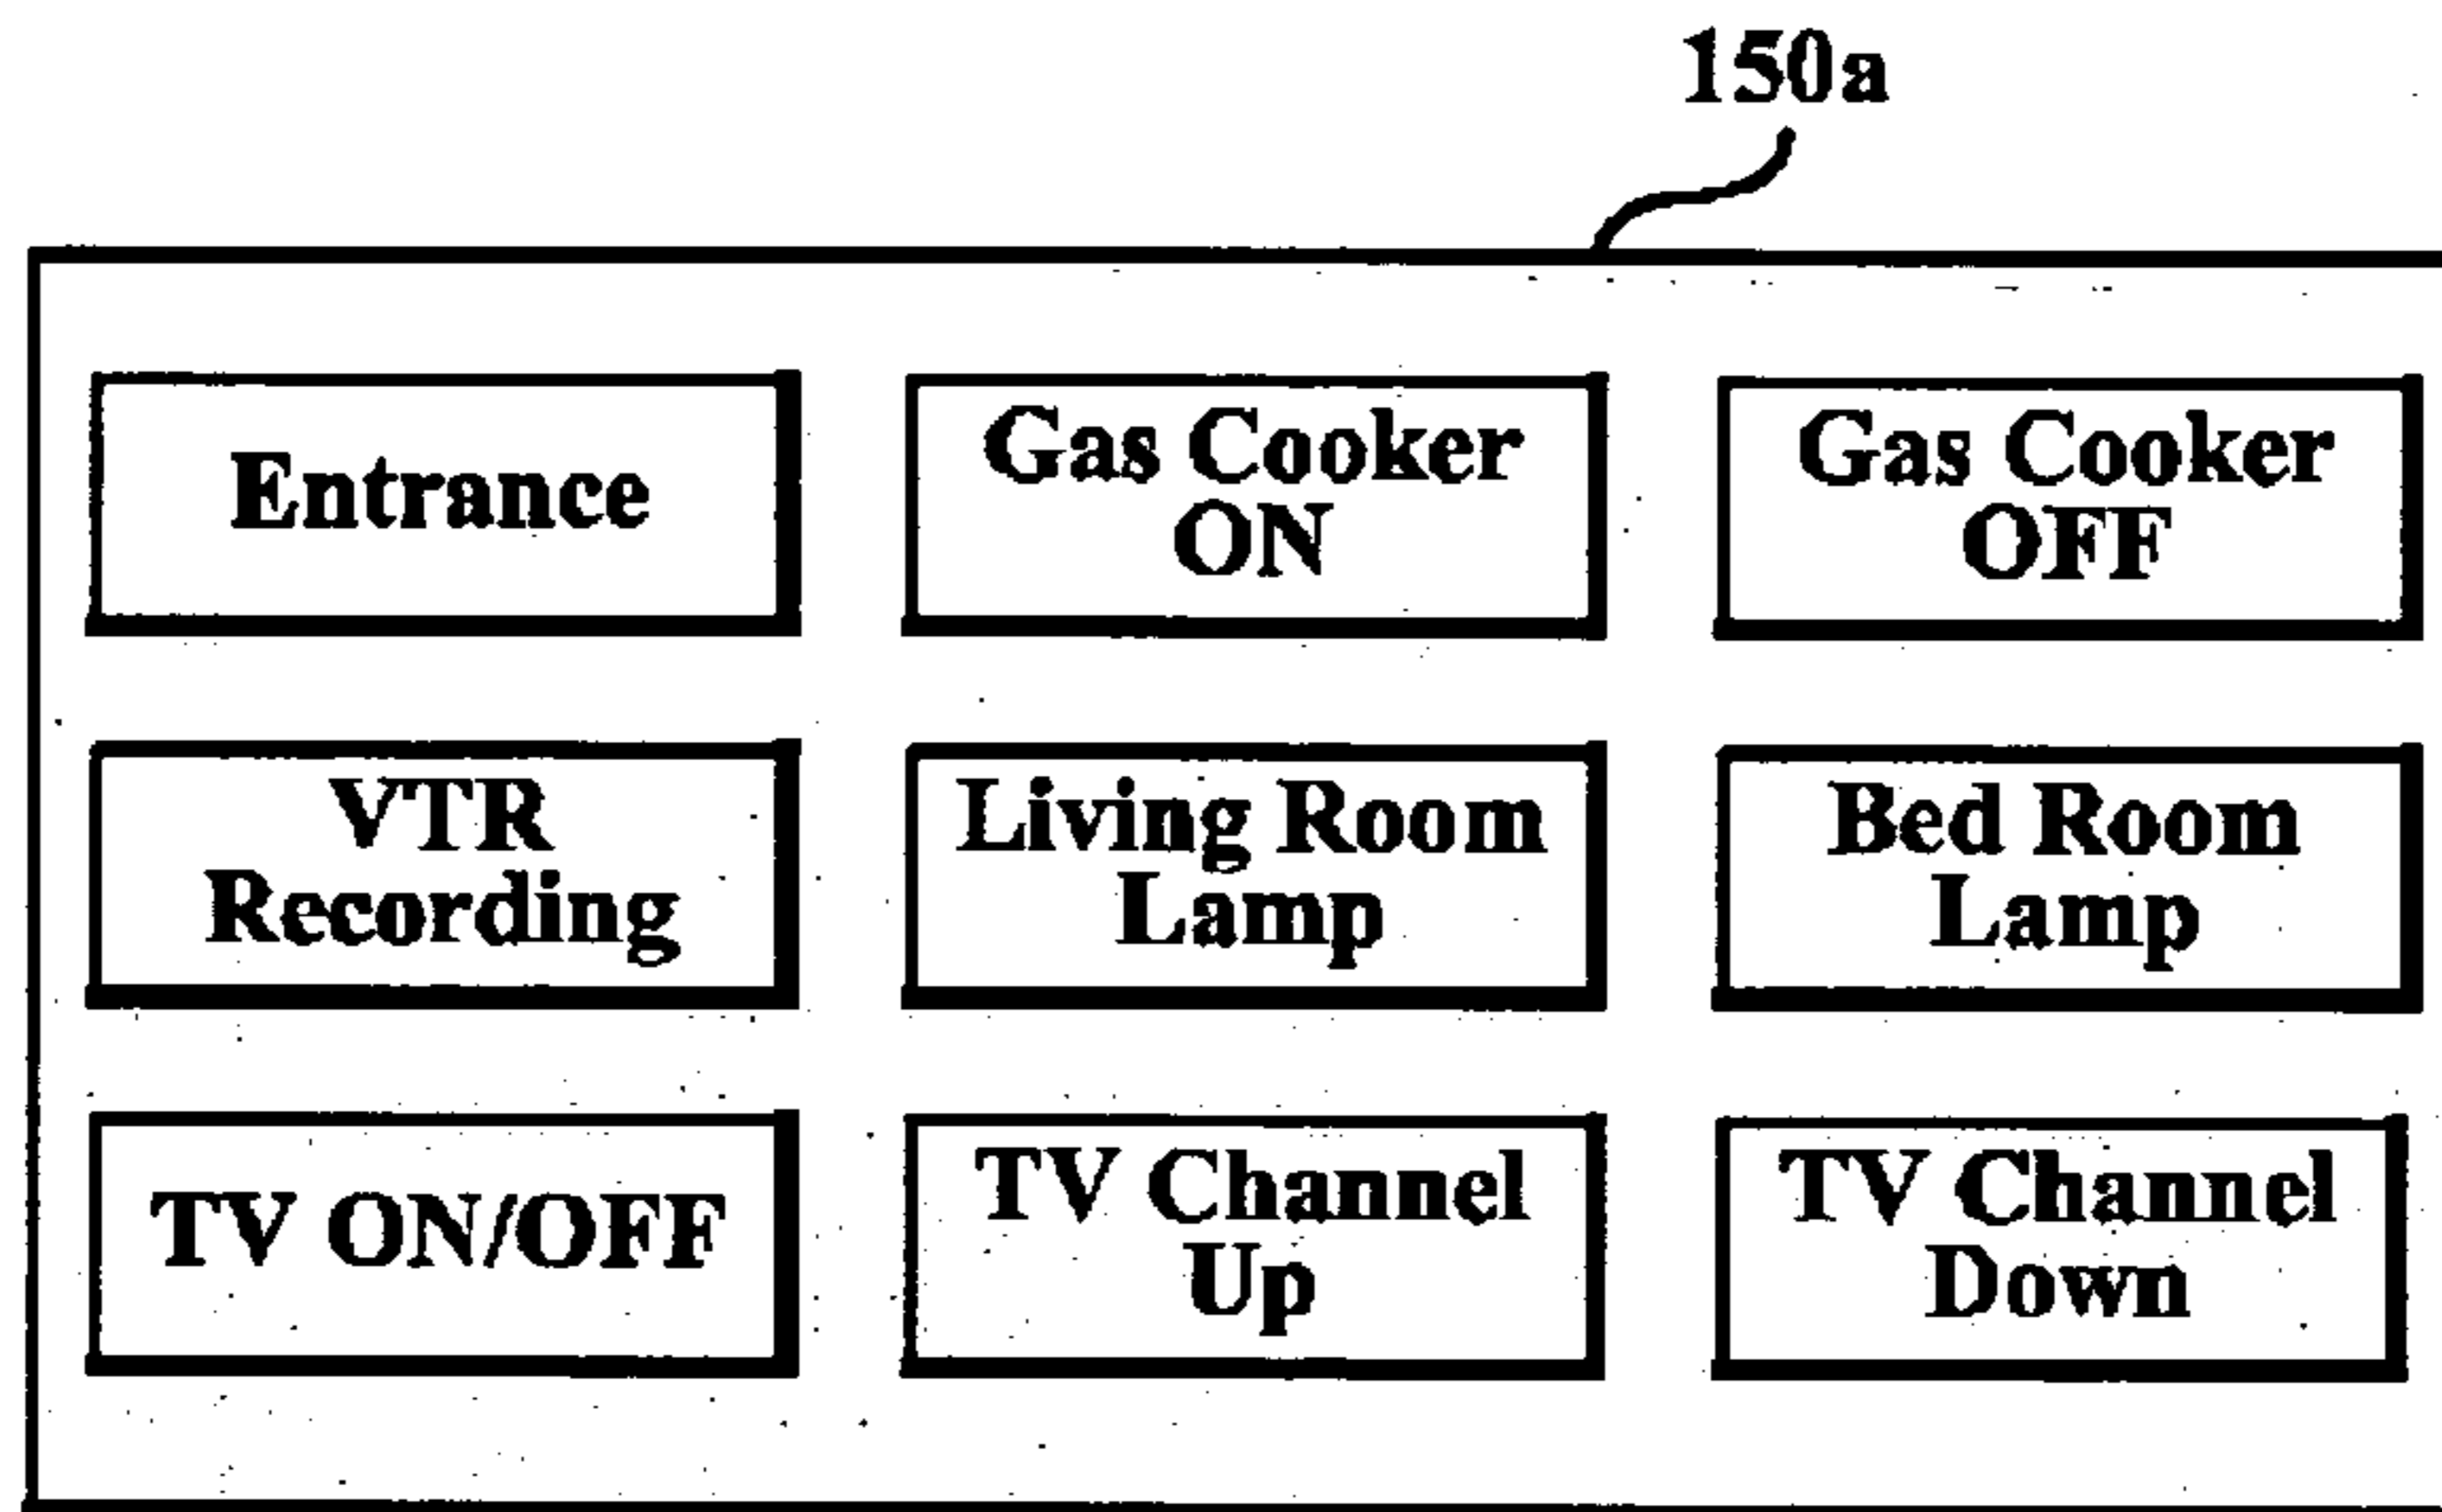 150a
Entrance
Gas Cooker
ON
Gas Cooker
OFF
VTR
Recording
Living Room
Lamp
Bed Room
Lamp
TV ON/OFF
TV Channel
Up
TV Channel
Down